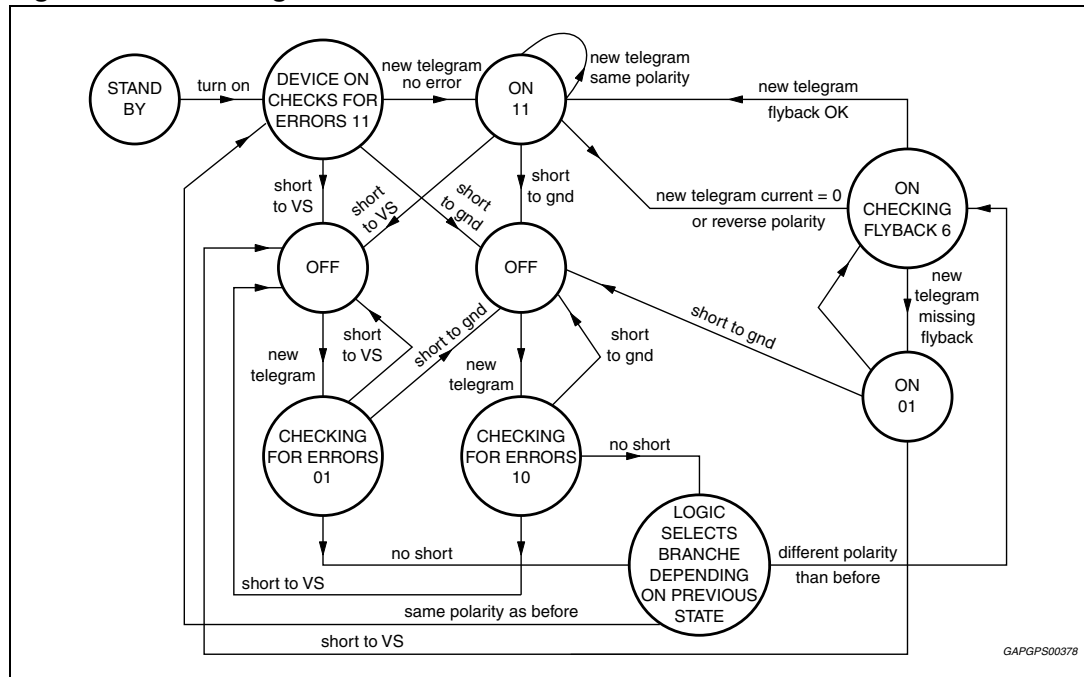 STAND
BY
turn on
DEVICE ON
CHECKS FOR
ERRORS 11
new telegram
no error
ON
11
new telegram
same polarity
new telegram
flyback OK
short
to VS
short
to VS
short
to gnd
short
to gnd
new telegram current = 0
or reverse polarity
ON
CHECKING
FLYBACK 6
OFF
OFF
new
telegram
missing
flyback
short
to VS
short to gnd
short
to gnd
short to gnd
new
telegram
new
telegram
ON
01
CHECKING
FOR ERRORS
01
CHECKING
FOR ERRORS
10
no short
LOGIC
SELECTS
BRANCHE
DEPENDING
ON PREVIOUS
STATE
no short
different polarity
than before
short to VS
same polarity as before
short to VS
GAPGPS00378